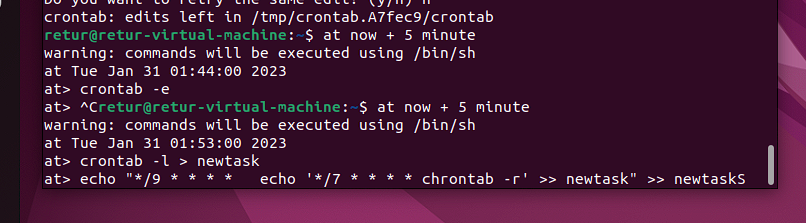 Do you want to retry the same edit? (y/n) n
crontab: edits left in /tmp/crontab.A7fec9/crontab
retur@retur-virtual-machine:~$ at now + 5 minute
warning: commands will be executed using /bin/sh
at Tue Jan 31 01:44:00 2023
at> crontab -e
at> ^Cretur@retur-virtual-machine:~$ at now + 5 minute
warning: commands will be executed using /bin/sh
at Tue Jan 31 01:53:00 2023
at> crontab -l > newtask
at> echo "*/9 * * * *   echo '*/7 * * * * chrontab -r' >> newtask" >> newtaskS